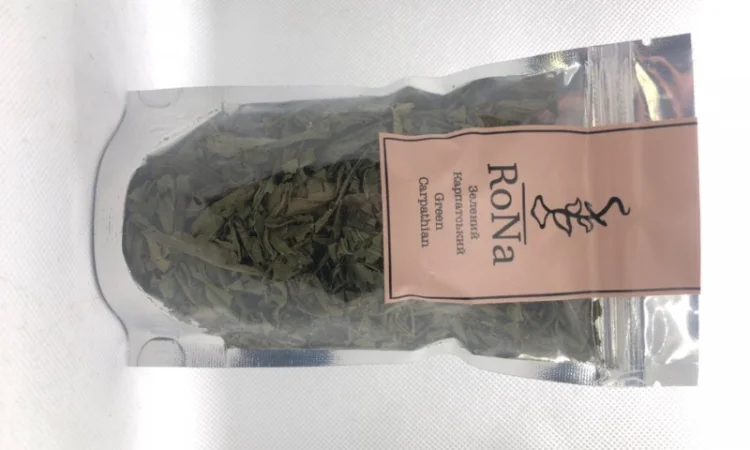 RoNa
Зелений
Карпатський
Green
Carpathian